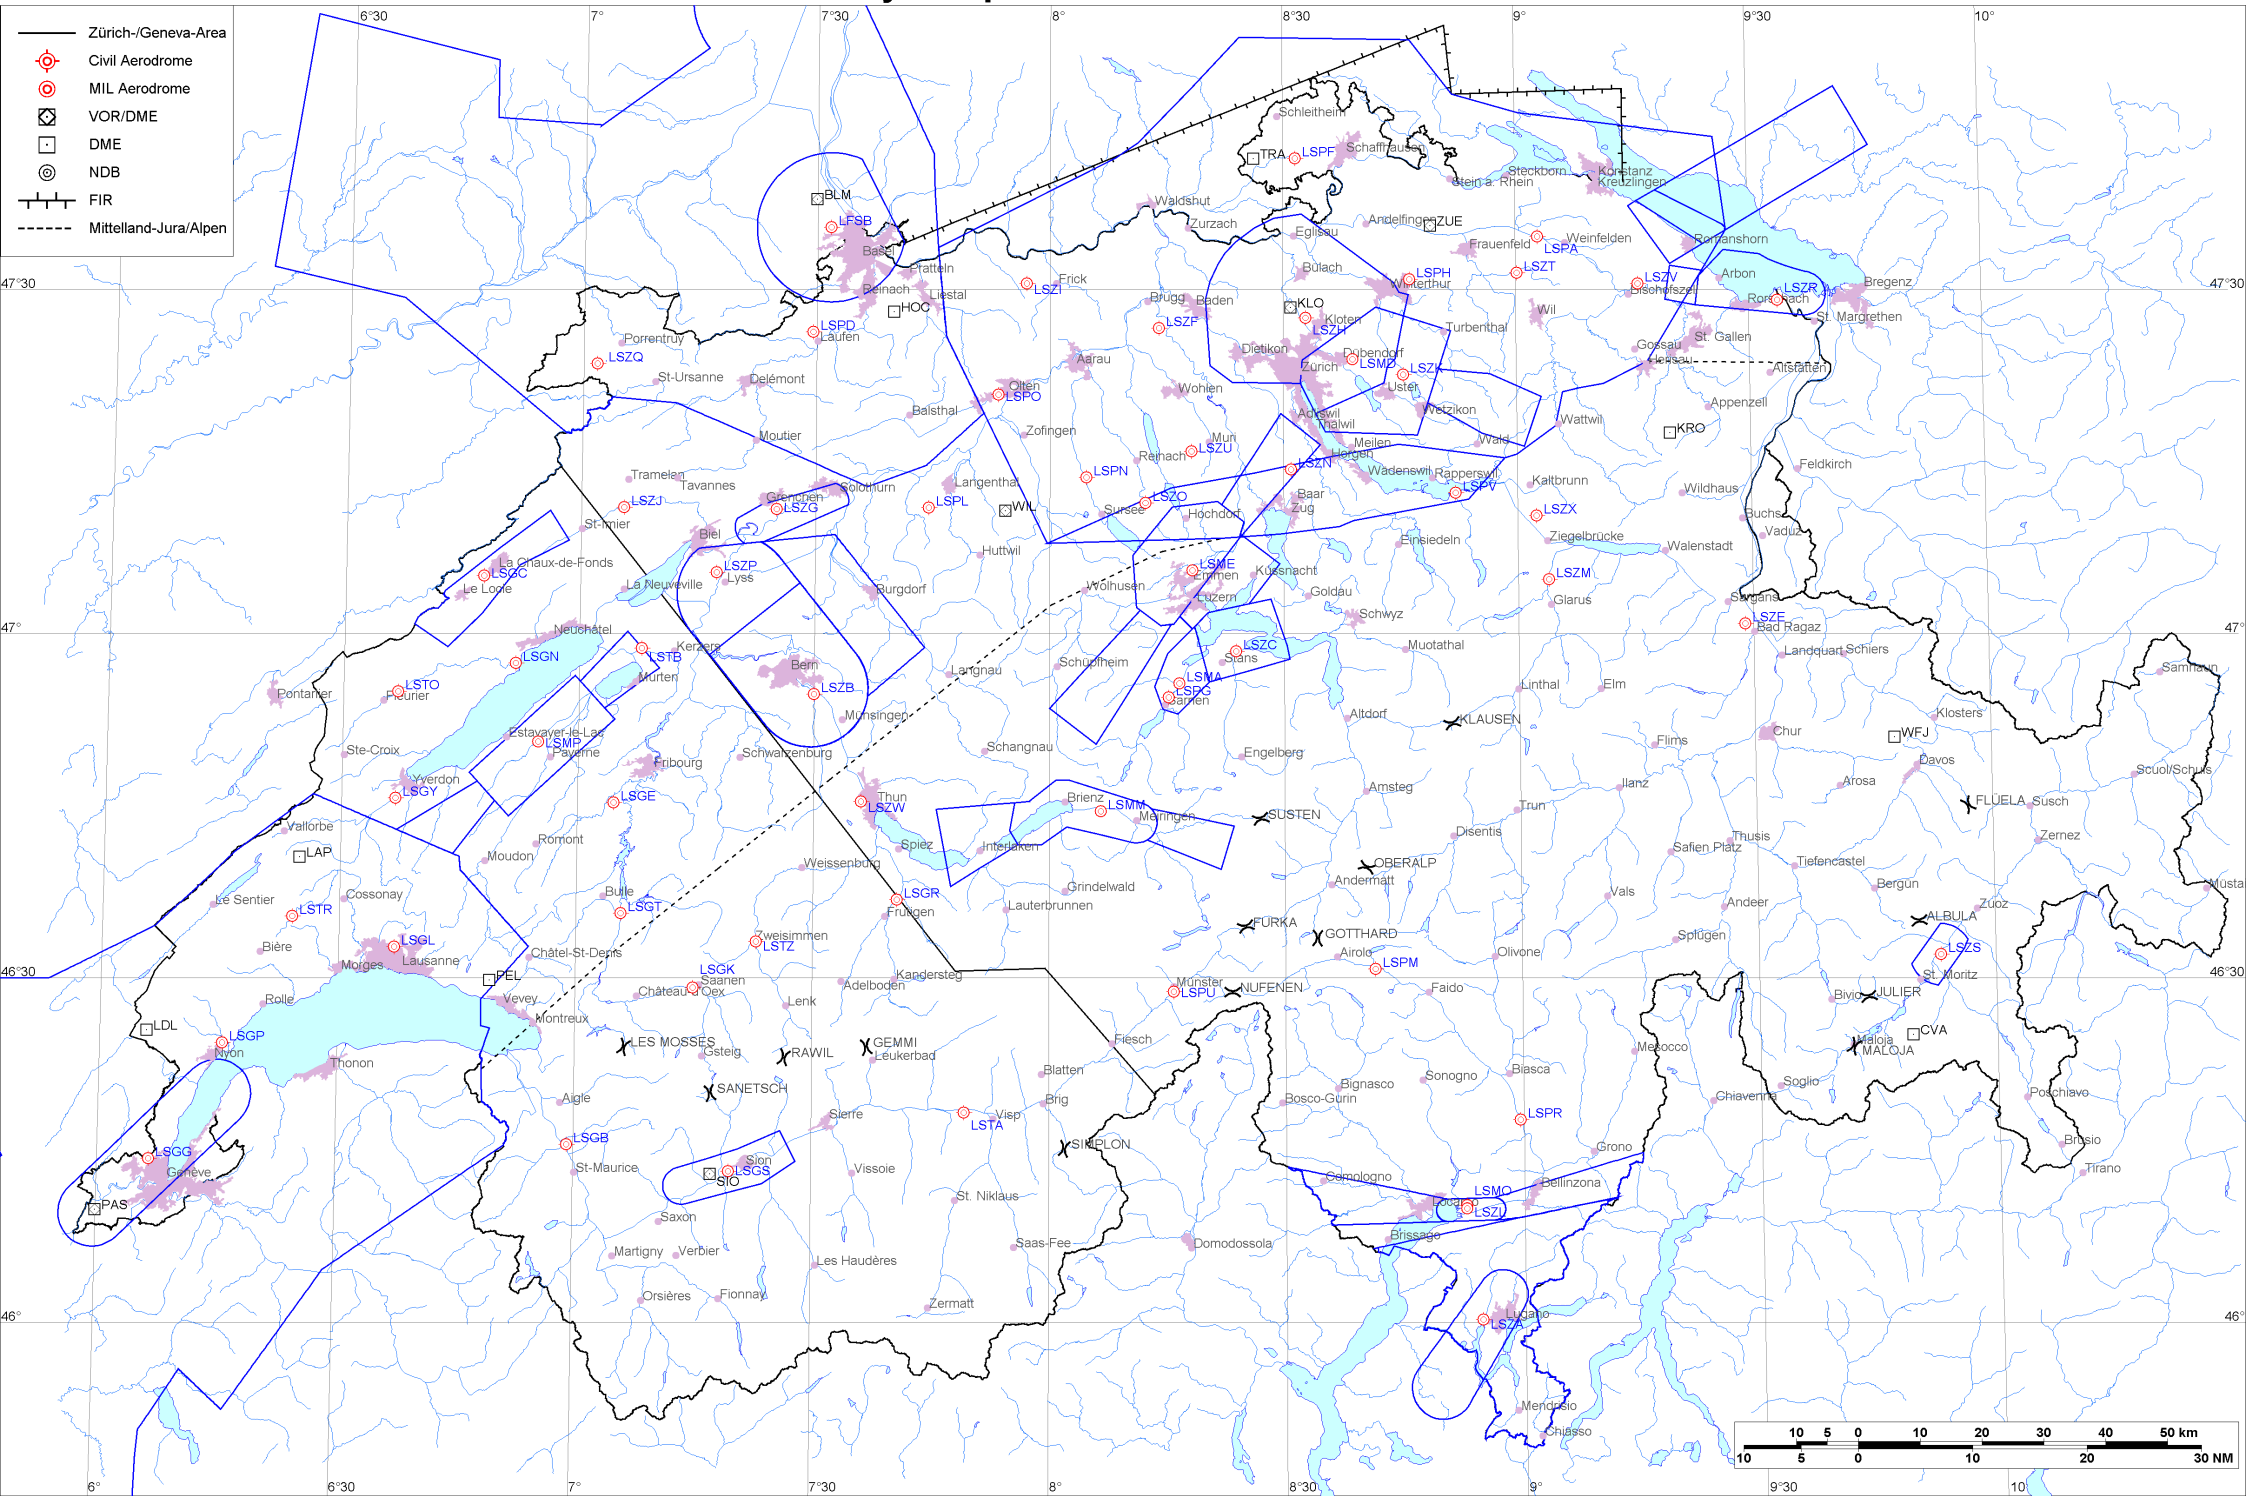 6°30
7°
7°30
8°
8°30
9°
9°30
10°
Zürich-/Geneva-Area
Civil Aerodrome
MIL Aerodrome
VOR/DME
DME
NDB
FIR
Mittelland-Jura/Alpen
Schleitheim
TRA
LSPF
Schaffhausen
Steckborn
Stein a. Rhein
Konstanz
Kreuzlingen
BLM
LFSB
Basel
Waldshut
Zurzach
Eglisau
Andelfingen
ZUE
Frauenfeld
LSPA
Weinfelden
Romanshorn
Pratteln
Reinach
Liestal
HOC
LSZI
Frick
Bülach
LSPH
Winterthur
LSZT
LSZV
Bischofszell
Arbon
LSZR
Rorschach
Bregenz
St. Margrethen
47°30
47°30
LSPD
Laufen
Brugg
Baden
LSZF
KLO
Kloten
LSZH
Turbenthal
Wil
St. Gallen
Gossau
Herisau
Porrentruy
LSZQ
St-Ursanne
Delémont
Aarau
Dietikon
Zürich
Dübendorf
LSMD
LSZK
Uster
Wetzikon
Altstätten
Appenzell
Olten
LSPO
Balsthal
Wohlen
Adliswil
Thalwil
Wattwil
KRO
Moutier
Zofingen
Muri
LSZU
Reinach
Meilen
Horgen
Wald
Feldkirch
Tramelan
Tavannes
LSPN
LSZN
Wädenswil
Rapperswil
LSPV
Kaltbrunn
Wildhaus
Grenchen
Solothurn
LSZG
LSZJ
Langenthal
LSPL
WIL
LSZO
Sursee
Hochdorf
Baar
Zug
LSZX
Buchs
Vaduz
St-Imier
Biel
Huttwil
Einsiedeln
Ziegelbrücke
Walenstadt
La Chaux-de-Fonds
LSGC
Le Locle
LSZP
Lyss
La Neuveville
Burgdorf
Wolhusen
LSME
Emmen
Luzern
Küssnacht
Goldau
Schwyz
LSZM
Glarus
Sargans
LSZE
Bad Ragaz
47°
47°
Neuchâtel
LSGN
LSTB
Kerzers
Murten
Bern
LSZB
Langnau
Schüpfheim
LSZC
Stans
LSMA
LSPG
Sarnen
Muotathal
Landquart
Schiers
Samnaun
Pontarlier
LSTO
Fleurier
Münsingen
Altdorf
KLAUSEN
Linthal
Elm
Klosters
WFJ
Davos
Estavayer-le-Lac
LSMP
Payerne
Ste-Croix
Fribourg
Schwarzenburg
Schangnau
Engelberg
Flims
Chur
Yverdon
LSGY
LSGE
Thun
LSZW
Brienz
LSMM
Meiringen
SUSTEN
Amsteg
Trun
Ilanz
Arosa
FLÜELA
Susch
Scuol/Schuls
Vallorbe
LAP
Romont
Moudon
Spiez
Interlaken
Disentis
Safien Platz
Thusis
Zernez
Weissenburg
OBERALP
Andermatt
Tiefencastel
Le Sentier
Cossonay
LSTR
Bulle
LSGT
LSGR
Frutigen
Grindelwald
Lauterbrunnen
FURKA
Vals
Andeer
Bergün
Zuoz
Müstair
ALBULA
Bière
LSGL
Lausanne
Morges
Châtel-St-Denis
Zweisimmen
LSTZ
GOTTHARD
Airolo
LSPM
Olivone
Splügen
LSZS
St. Moritz
46°30
46°30
PEL
LSGK
Saanen
Château-d'Oex
Adelboden
Kandersteg
Münster
LSPU
NUFENEN
Faido
Bivio
JULIER
Rolle
Vevey
Montreux
Lenk
LDL
LSGP
Nyon
Thonon
LES MOSSES
Gsteig
RAWIL
GEMMI
Leukerbad
Fiesch
Mesocco
CVA
Maloja
MALOJA
SANETSCH
Blatten
Bignasco
Sonogno
Biasca
Soglio
Chiavenna
Poschiavo
Aigle
Sierre
Visp
LSTA
Brig
Bosco-Gurin
LSPR
LSGG
Genève
LSGB
St-Maurice
Sion
LSGS
SIO
SIMPLON
Grono
Brusio
Tirano
PAS
Vissoie
St. Niklaus
Comologno
Locarno
LSMO
LSZL
Bellinzona
Saxon
Martigny
Verbier
Les Haudères
Saas-Fee
Domodossola
Brissago
Orsières
Fionnay
Zermatt
46°
46°
Lugano
LSZA
Mendrisio
Chiasso
10 5 0 10 20 30 40 50 km
10 5 0 10 20 30 NM
6°
6°30
7°
7°30
8°
8°30
9°
9°30
10°